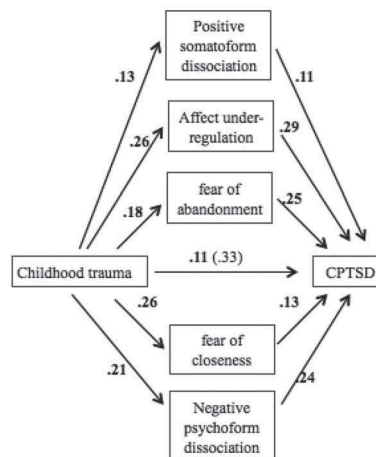 Positive
somatoform
dissociation
.13
.11
Affect under-
regulation
.26
.29
fear of
abandonment
.18
.25
Childhood trauma
.11 (.33)
CPTSD
.26
.13
fear of
closeness
.21
.24
Negative
psychoform
dissociation